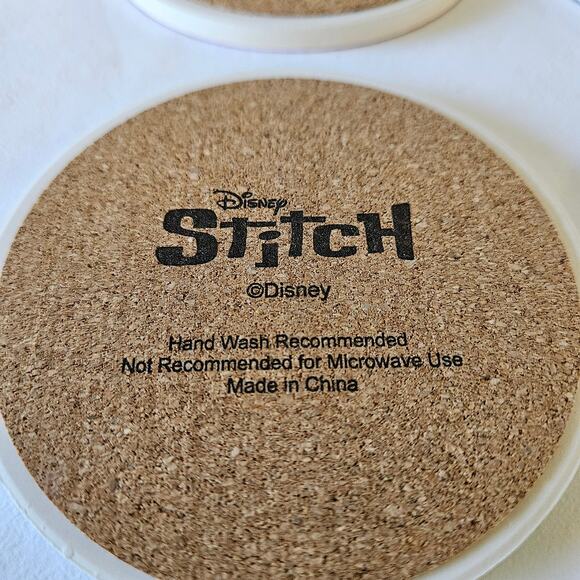 Disney
Stitch
©Disney
Hand Wash Recommended
Not Recommended for Microwave Use
Made in China